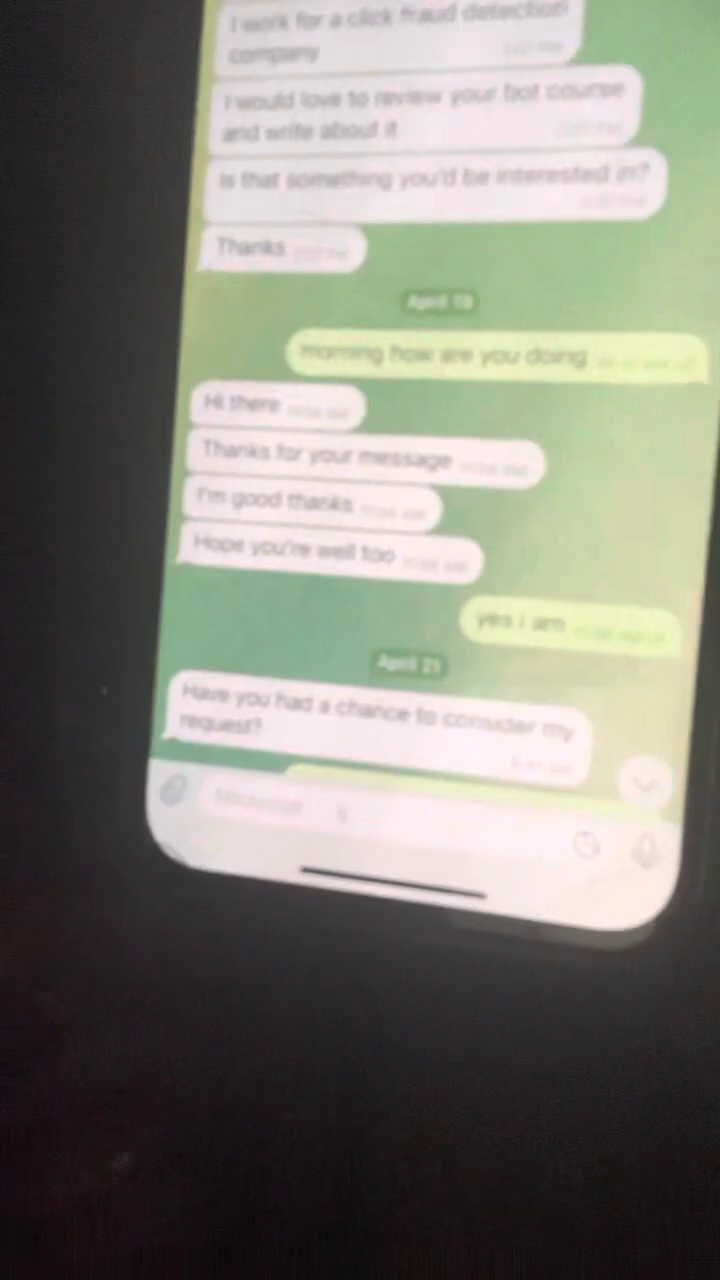 I work for a click fraud detection
company
I would love to review your bot course
and write about it
Is that something you'd be interested in?
Thanks
April 19
morning how are you doing
Hi there
Thanks for your message
I'm good thanks
Hope you're well too
yes i am
April 21
Have you had a chance to consider my
request?
Message